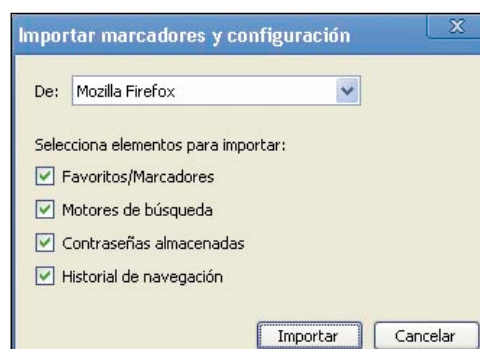 Importar marcadores y configuración
De: Mozilla Firefox
Selecciona elementos para importar:
Favoritos/Marcadores
Motores de búsqueda
Contraseñas almacenadas
Historial de navegación
Importar Cancelar